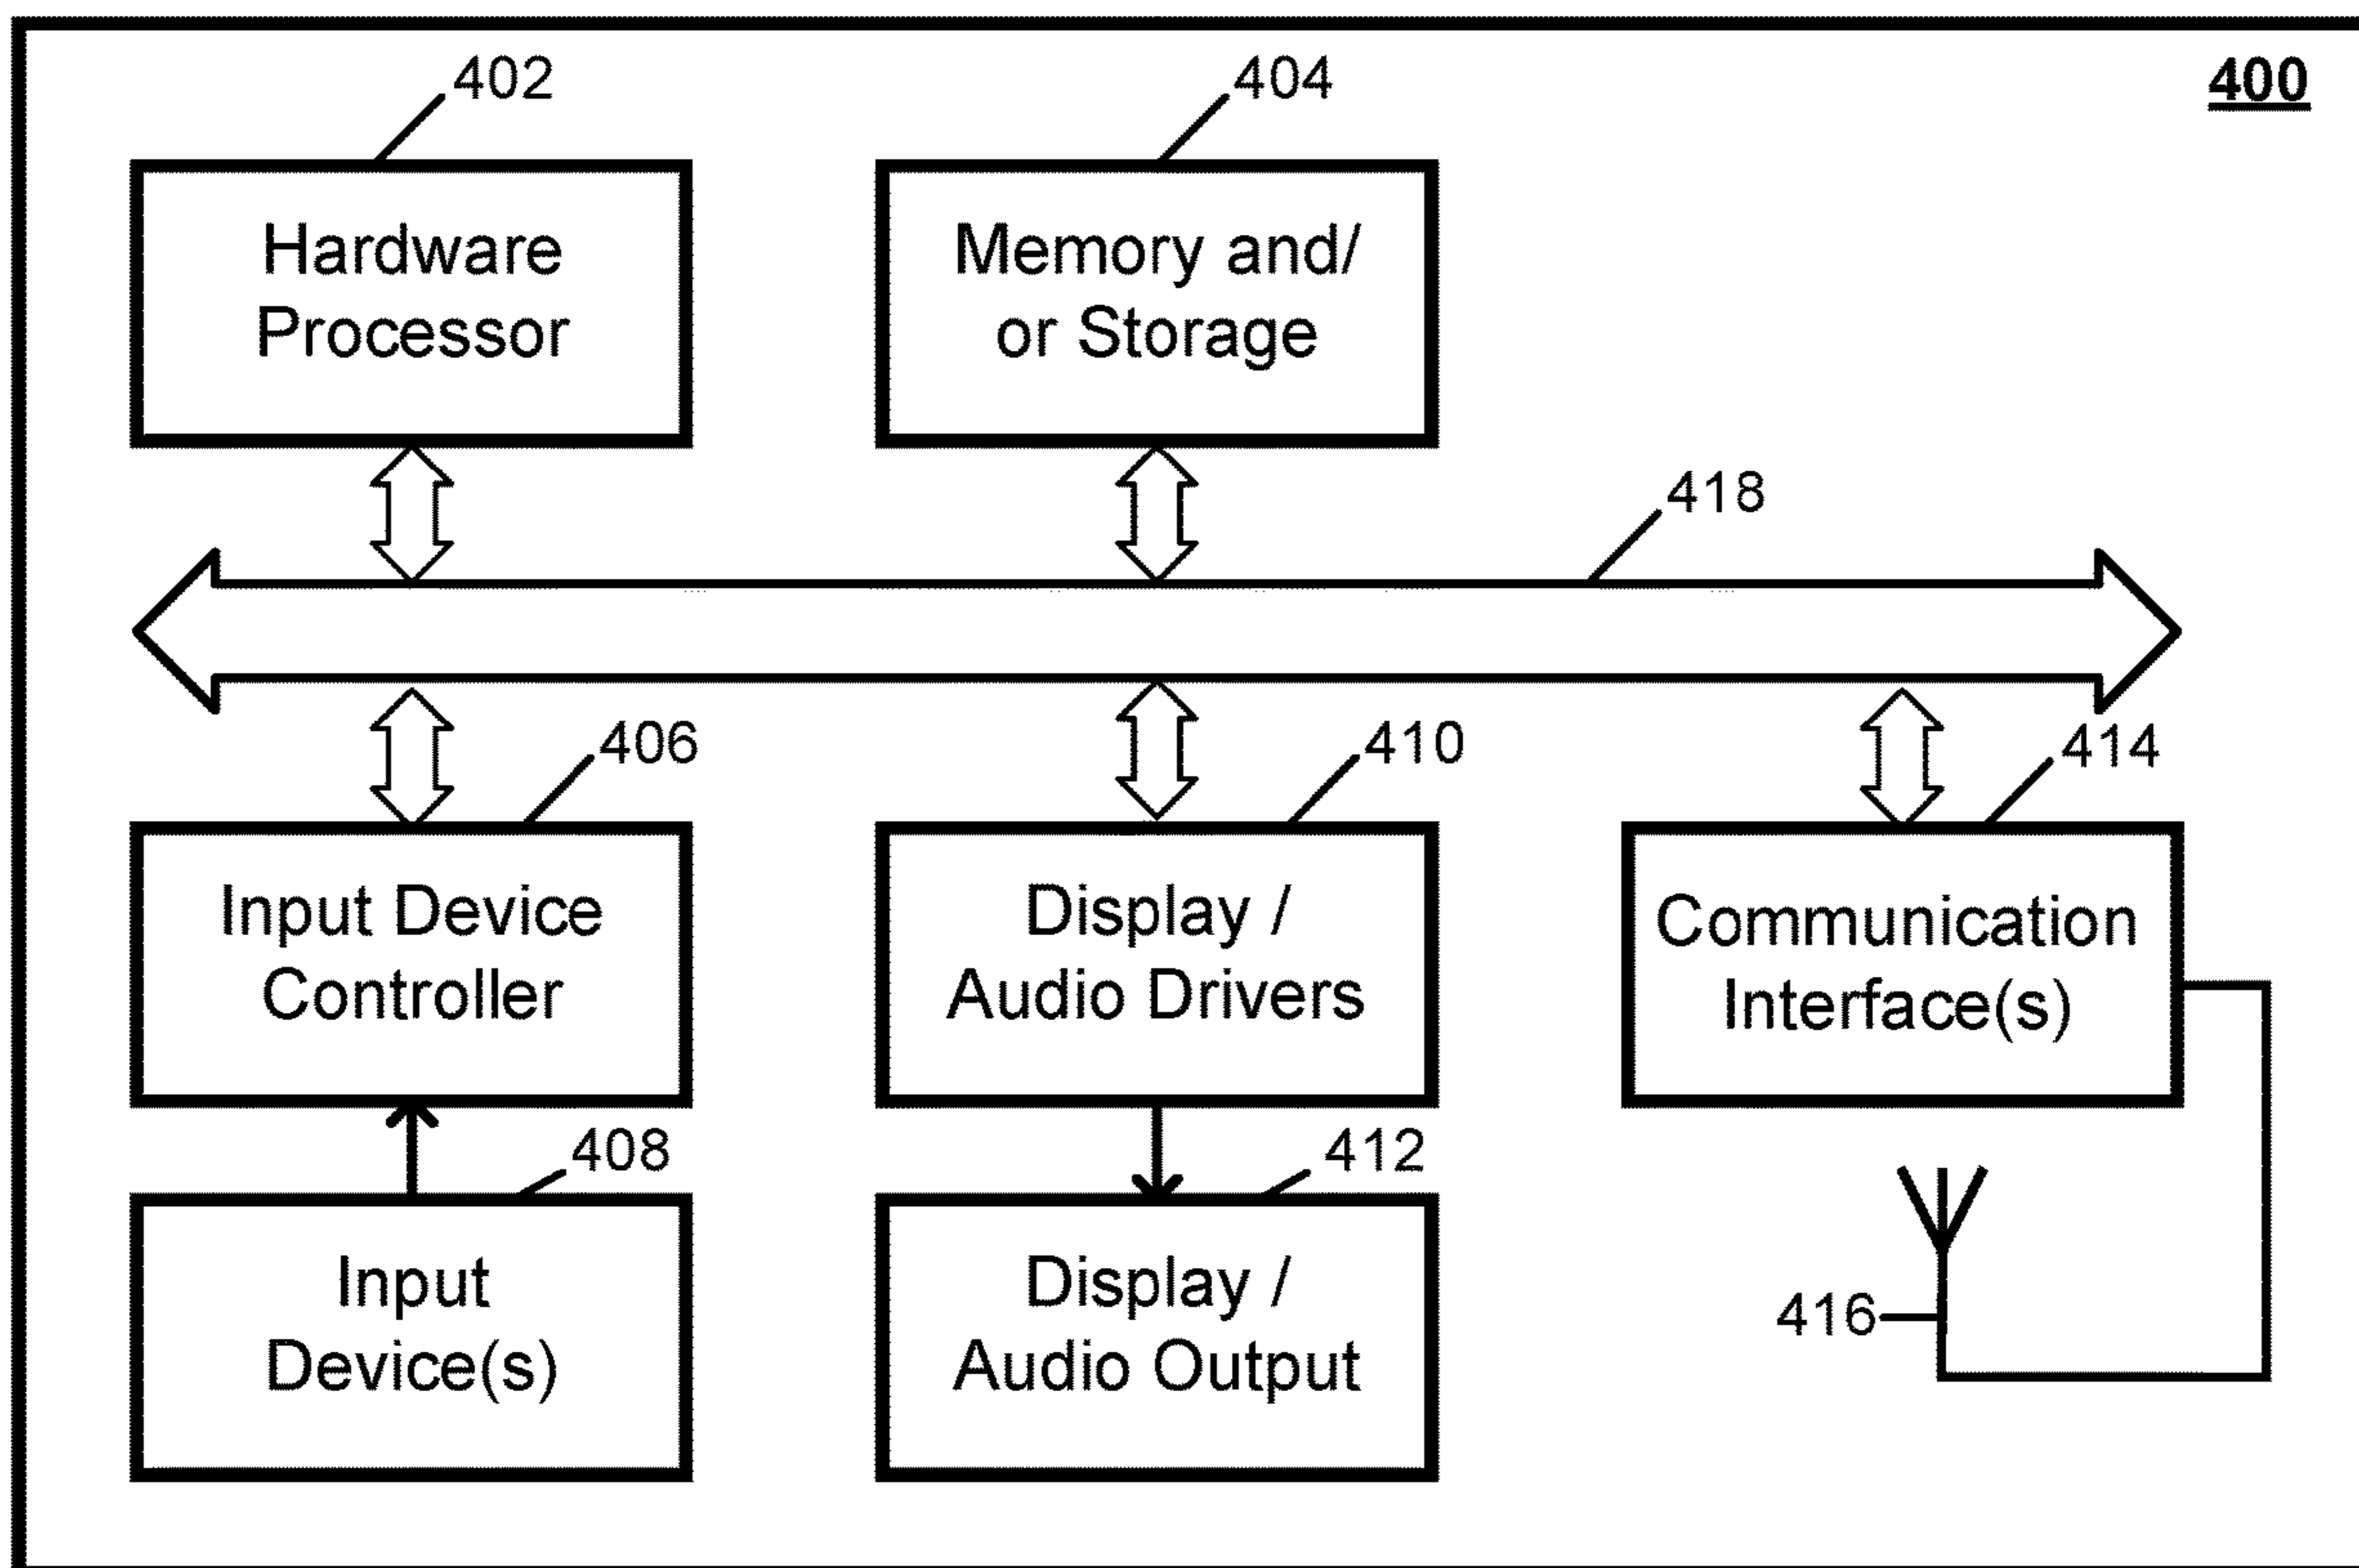 400
402
404
Hardware
Processor
Memory and/
or Storage
418
406
410
414
Input Device
Controller
Display /
Audio Drivers
Communication
Interface(s)
408
412
Input
Device(s)
Display /
Audio Output
416